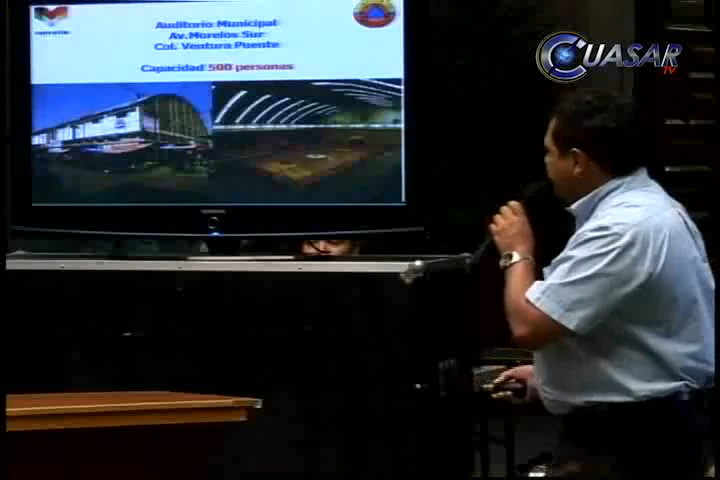 Auditorio Municipal
Av.Morelos Sur
Col. Ventura Puente
Capacidad 500 personas
CUASAR
TV